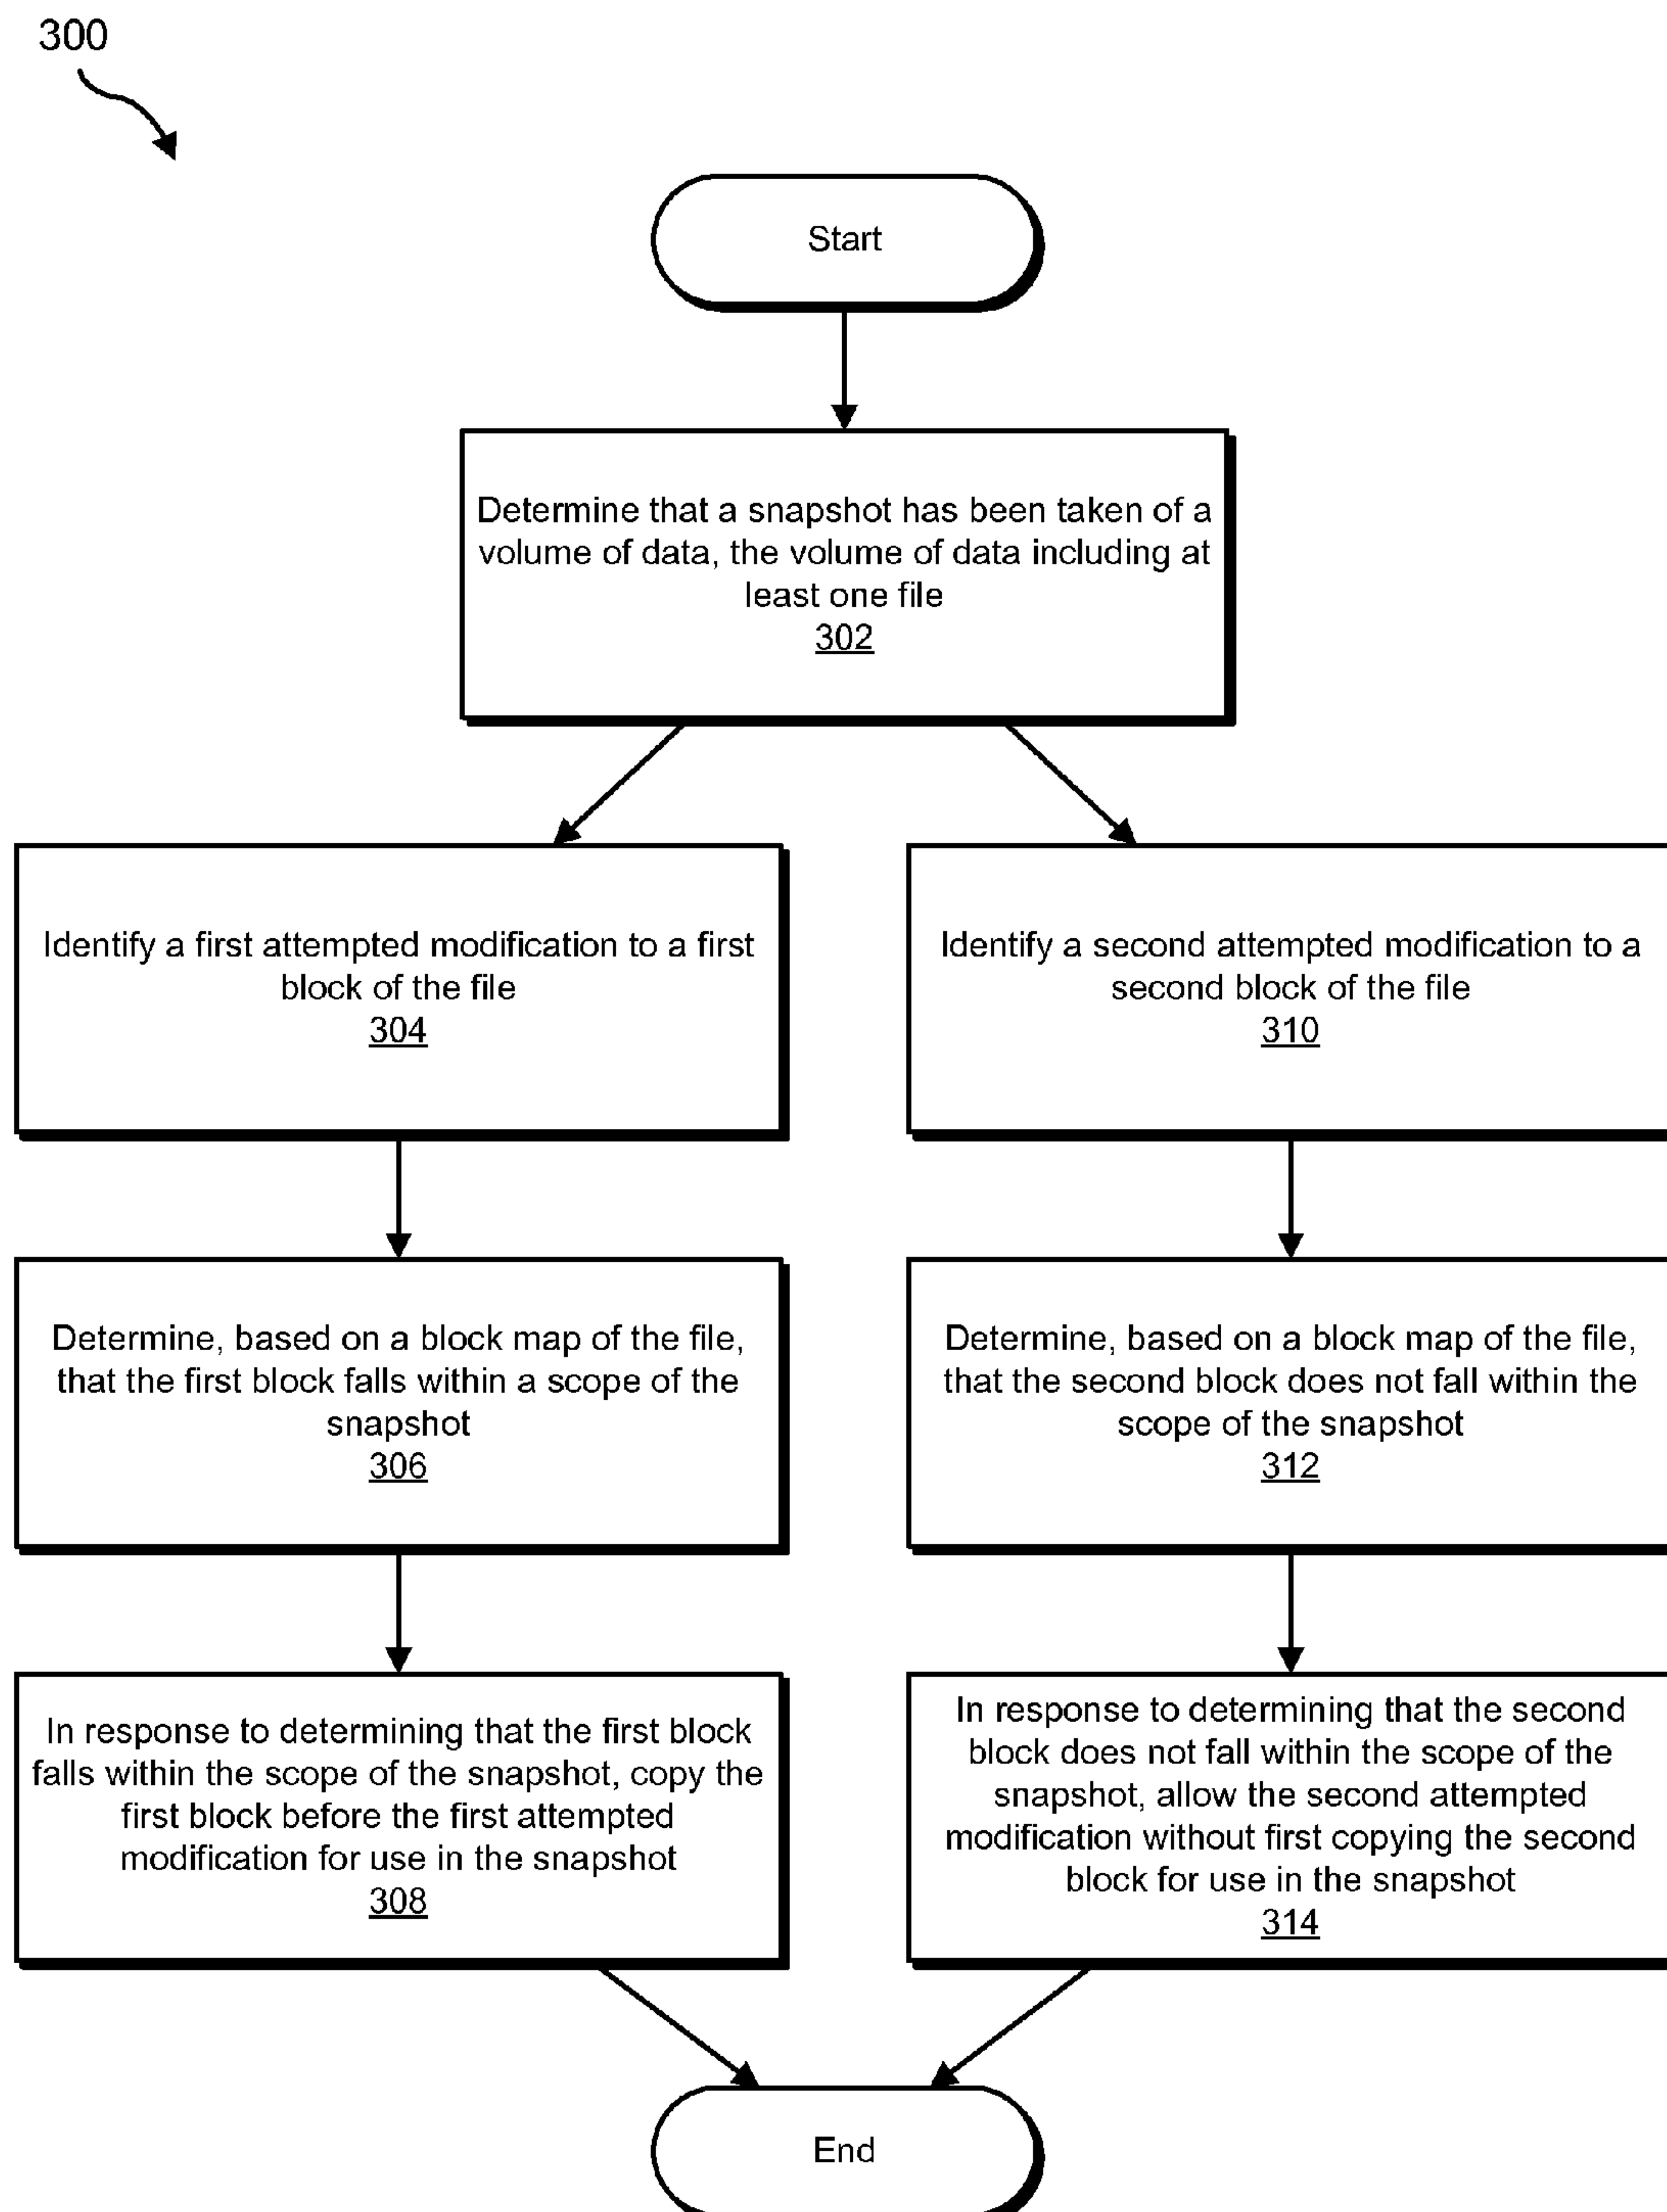 300
Start
Determine that a snapshot has been taken of a
volume of data, the volume of data including at
least one file
302
Identify a first attempted modification to a first
block of the file
304
Determine, based on a block map of the file,
that the first block falls within a scope of the
snapshot
306
In response to determining that the first block
falls within the scope of the snapshot, copy the
first block before the first attempted
modification for use in the snapshot
308
Identify a second attempted modification to a
second block of the file
310
Determine, based on a block map of the file,
that the second block does not fall within the
scope of the snapshot
312
In response to determining that the second
block does not fall within the scope of the
snapshot, allow the second attempted
modification without first copying the second
block for use in the snapshot
314
End